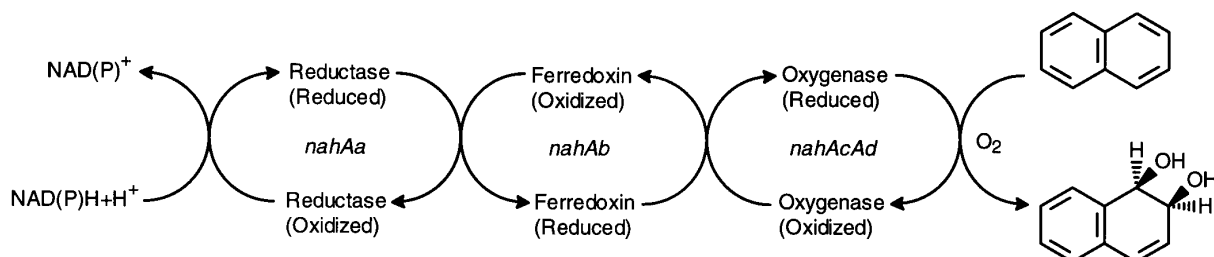 NAD(P)+
Reductase
(Reduced)
Ferredoxin
(Oxidized)
Oxygenase
(Reduced)
nahAa
nahAb
nahAcAd
O2
H
OH
OH
H
NAD(P)H+H+
Reductase
(Oxidized)
Ferredoxin
(Reduced)
Oxygenase
(Oxidized)